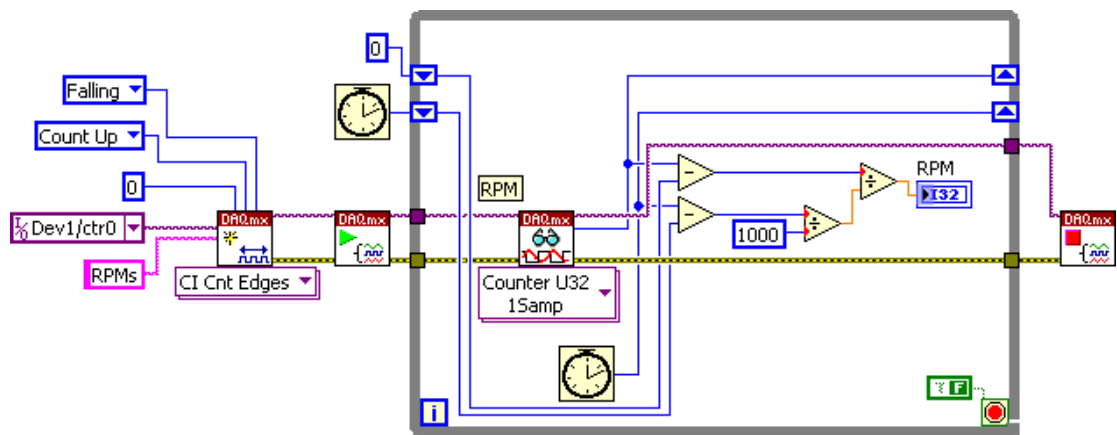 Falling
Count Up
0
I/O Dev1/ctr0
RPMs
DAQmx
CI Cnt Edges
DAQmx
0
RPM
DAQmx
Counter U32
1Samp
1000
RPM
I32
DAQmx
i
F